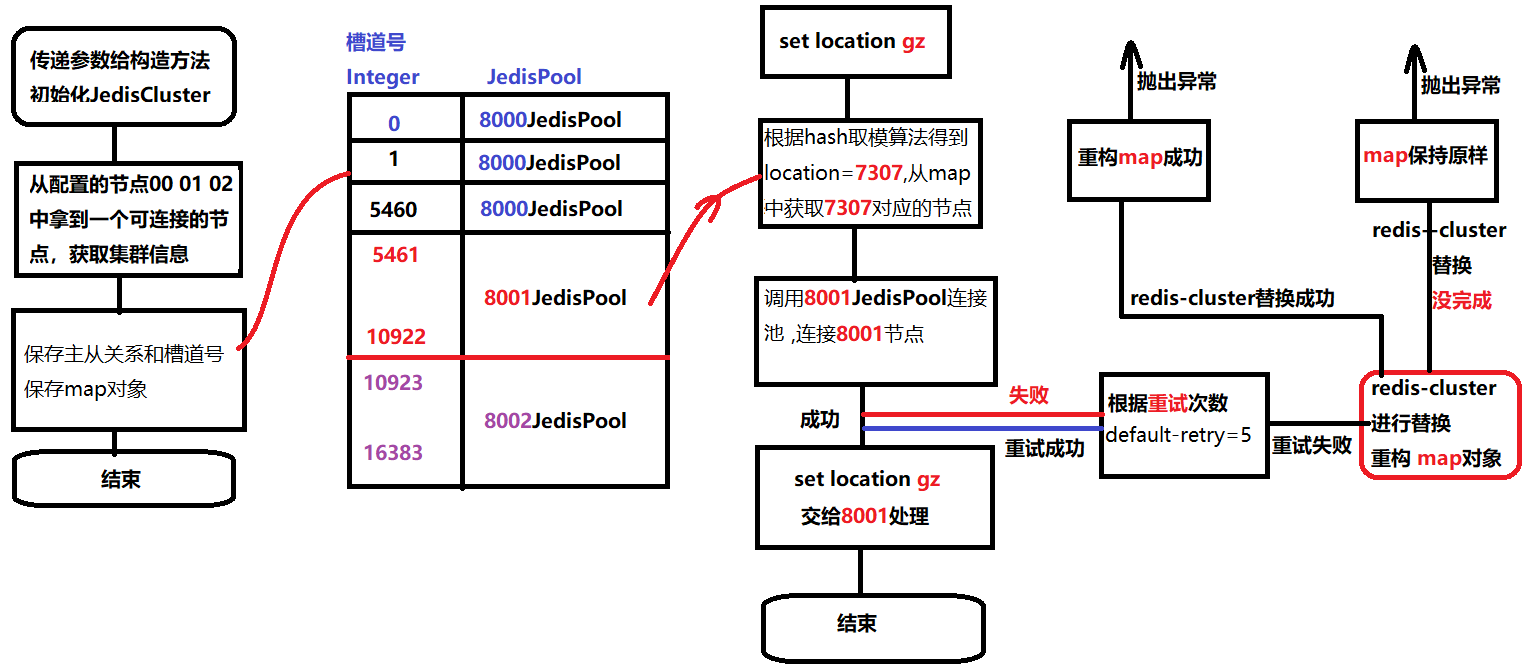 传递参数给构造方法
初始化JedisCluster
从配置的节点00 01 02
中拿到一个可连接的节
点，获取集群信息
保存主从关系和槽道号
保存map对象
结束
槽道号
Integer JedisPool
0 8000JedisPool
1 8000JedisPool
5460 8000JedisPool
5461
8001JedisPool
10922
10923
8002JedisPool
16383
set location gz
根据hash取模算法得到
location=7307,从map
中获取7307对应的节点
调用8001JedisPool连接
池 ,连接8001节点
成功
失败
重试成功
set location gz
交给8001处理
结束
根据重试次数
default-retry=5
重试失败
redis-cluster
进行替换
重构 map对象
redis-cluster替换成功
重构map成功
抛出异常
redis--cluster
替换
没完成
map保持原样
抛出异常